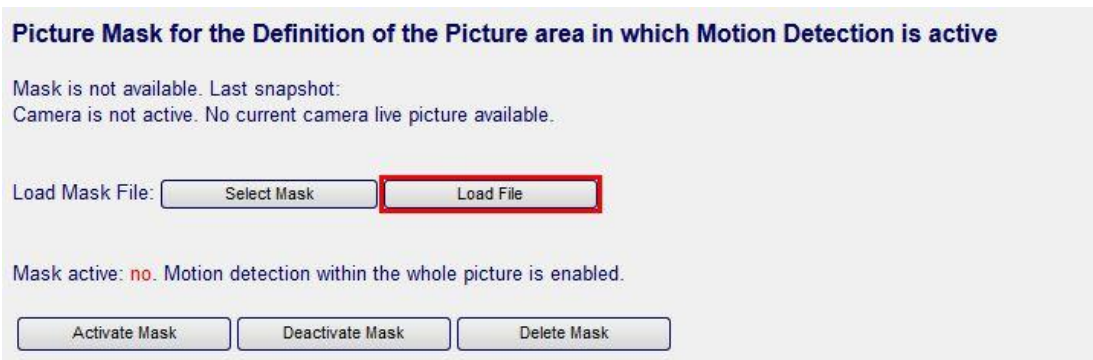 Picture Mask for the Definition of the Picture area in which Motion Detection is active
Mask is not available. Last snapshot:
Camera is not active. No current camera live picture available.
Load Mask File: Select Mask Load File
Mask active: no. Motion detection within the whole picture is enabled.
Activate Mask Deactivate Mask Delete Mask